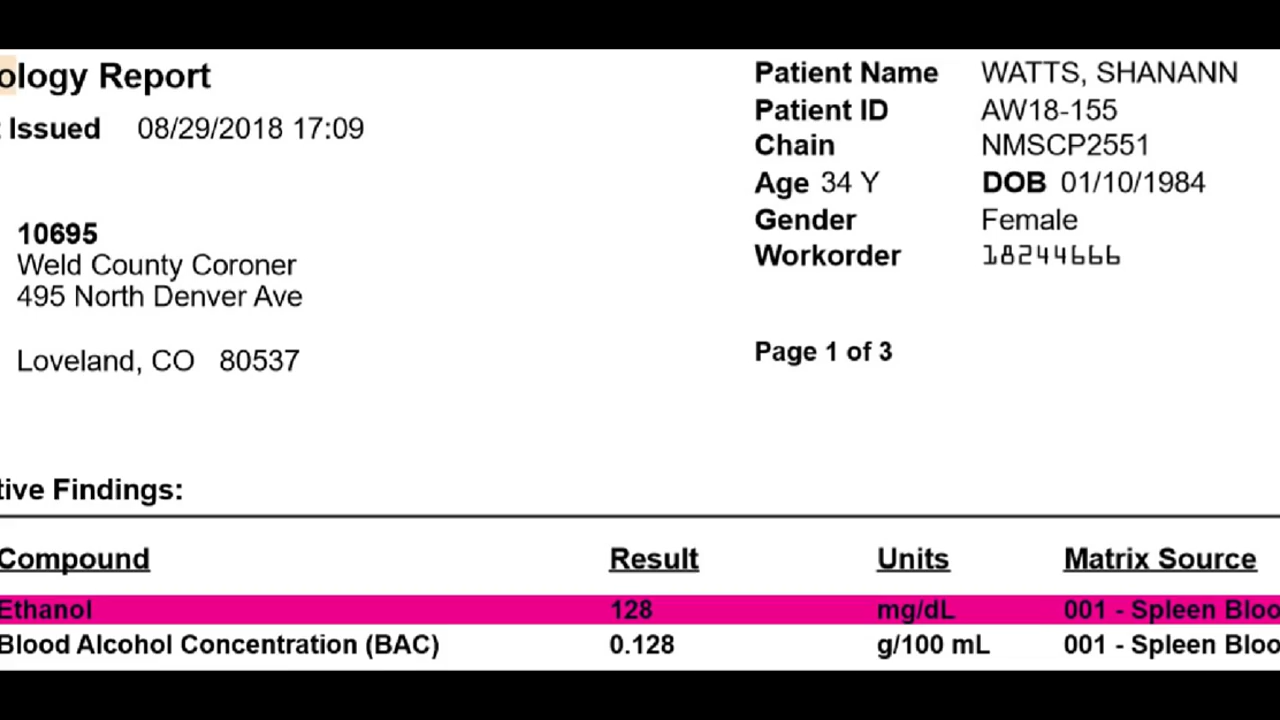 ology Report
Issued 08/29/2018 17:09
10695
Weld County Coroner
495 North Denver Ave
Loveland, CO 80537
Patient Name WATTS, SHANANN
Patient ID AW18-155
Chain NMSCP2551
Age 34 Y DOB 01/10/1984
Gender Female
Workorder 18244666
Page 1 of 3
tive Findings:
Compound Result Units Matrix Source
Ethanol 128 mg/dL 001 - Spleen Bloo
Blood Alcohol Concentration (BAC) 0.128 g/100 mL 001 - Spleen Bloo